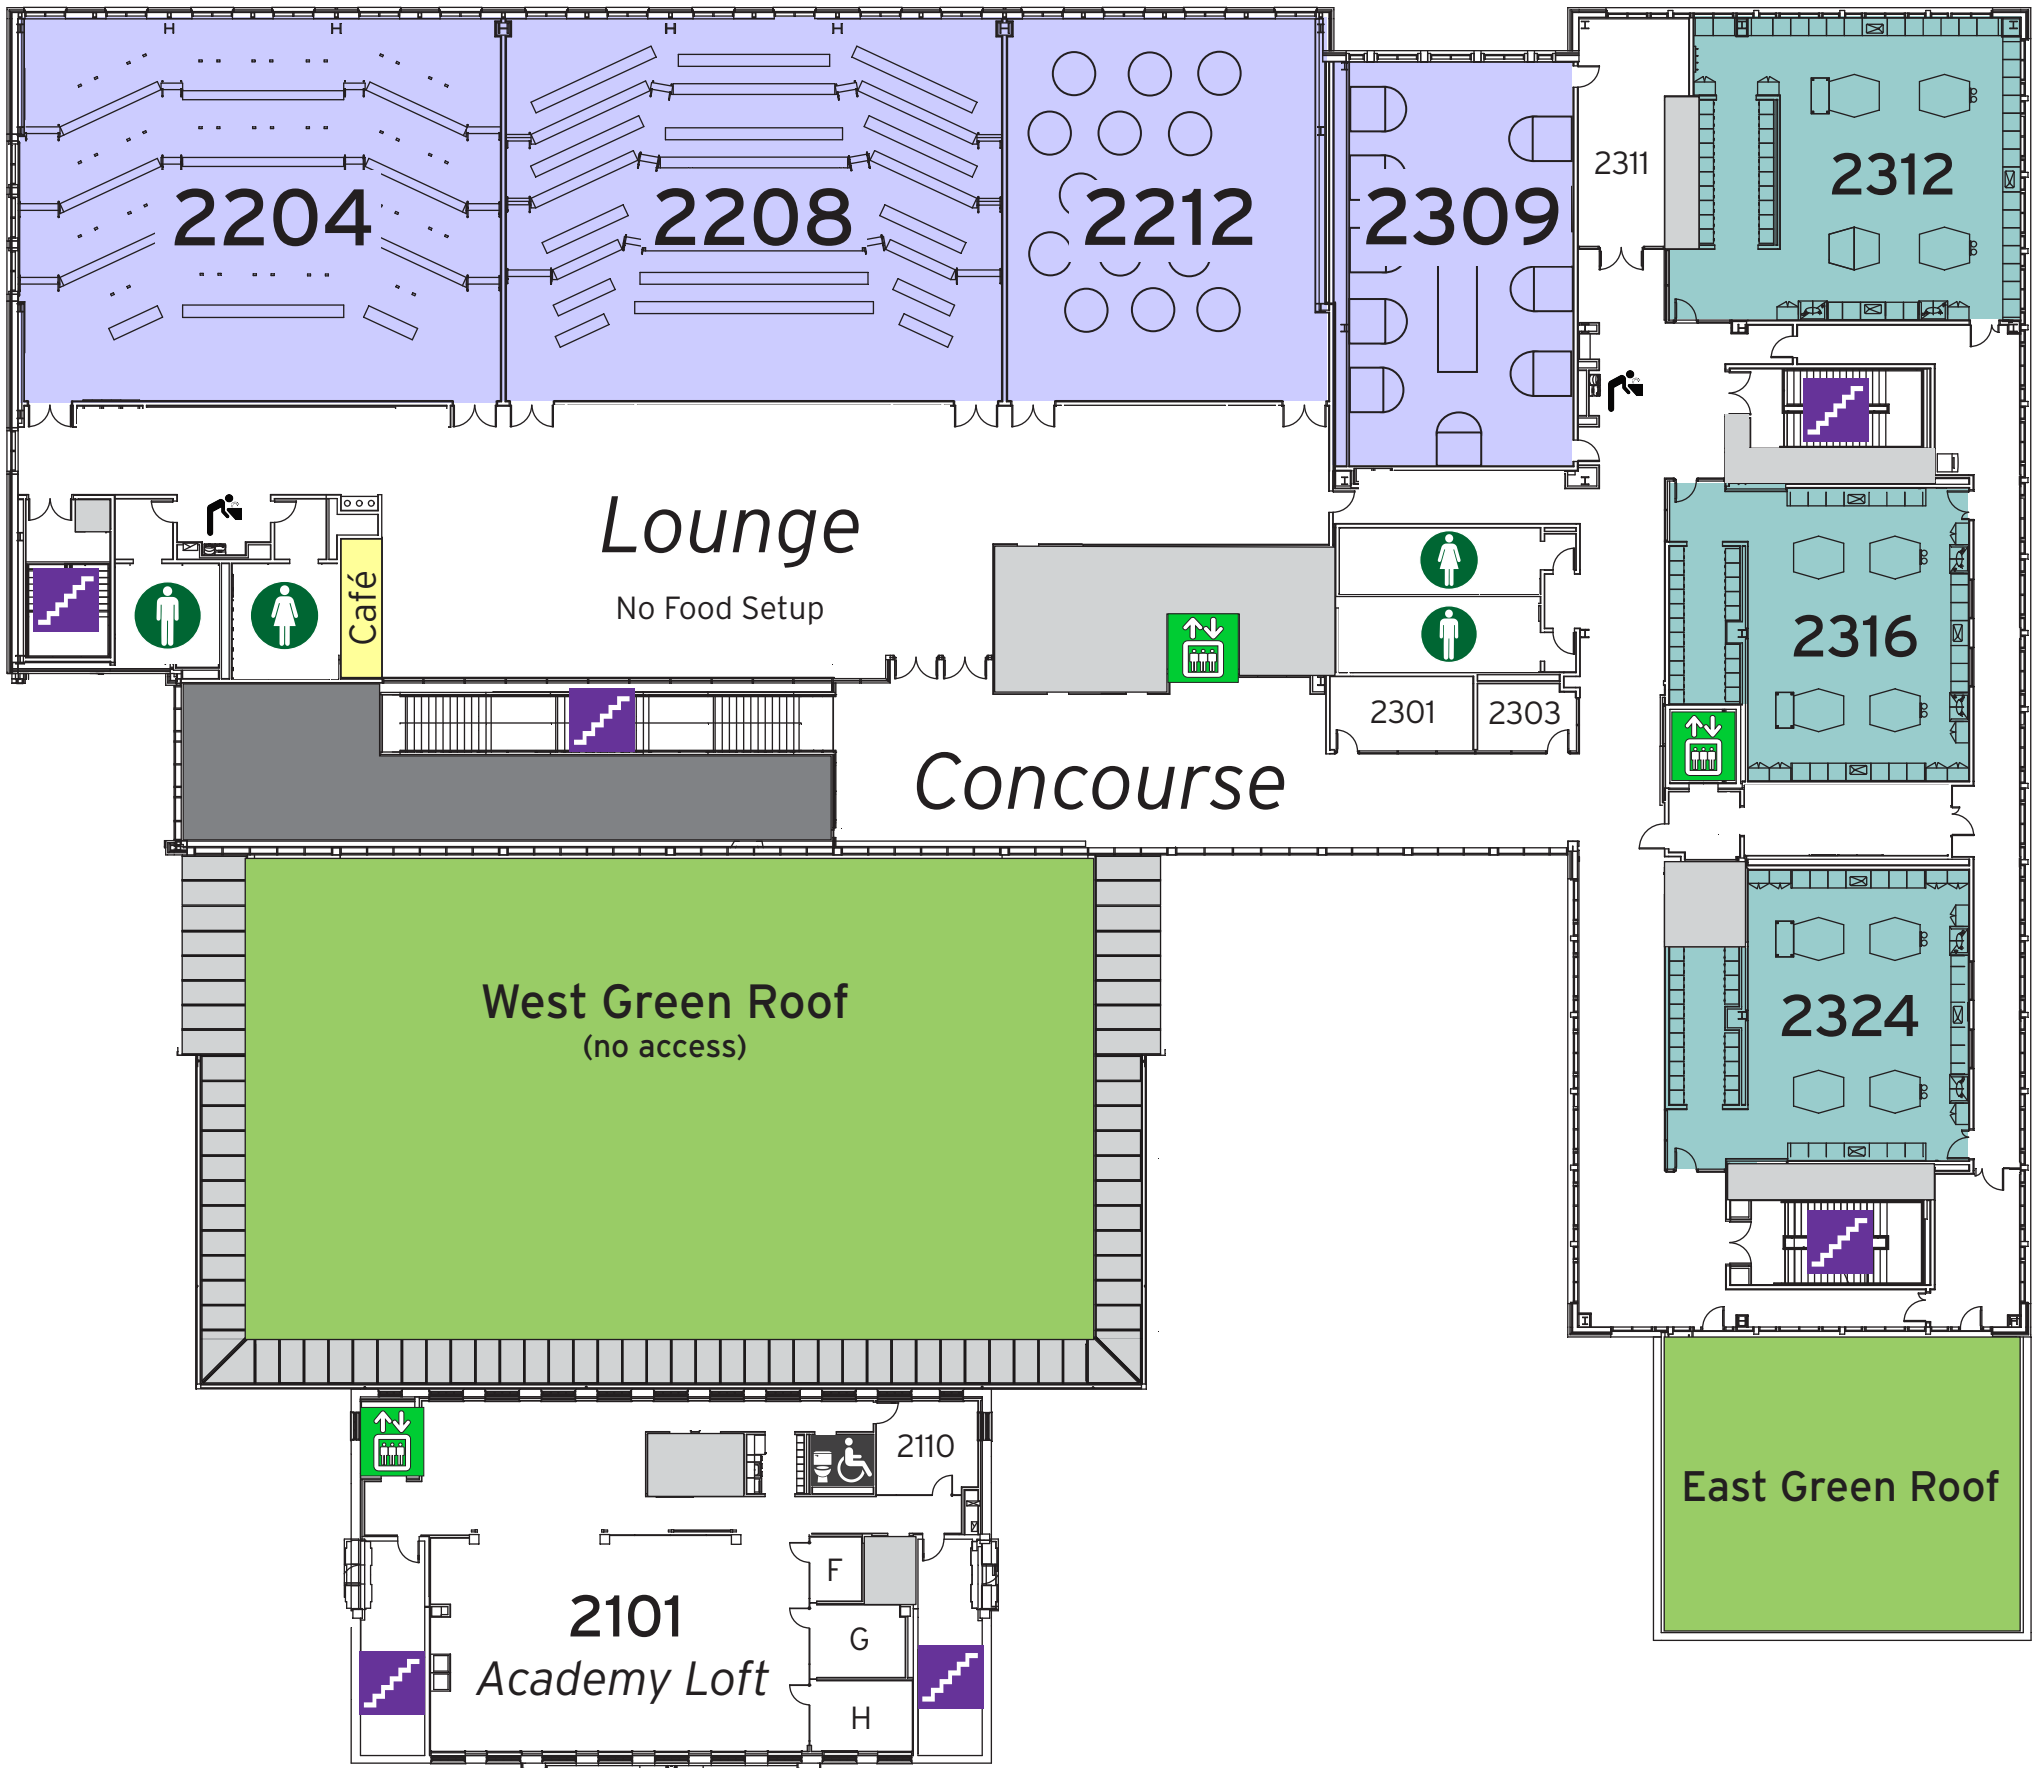 2204
2208
2212
2309
2311
2312
Lounge
No Food Setup
Café
2316
2301
2303
Concourse
West Green Roof
(no access)
2324
2110
East Green Roof
F
2101
G
Academy Loft
H